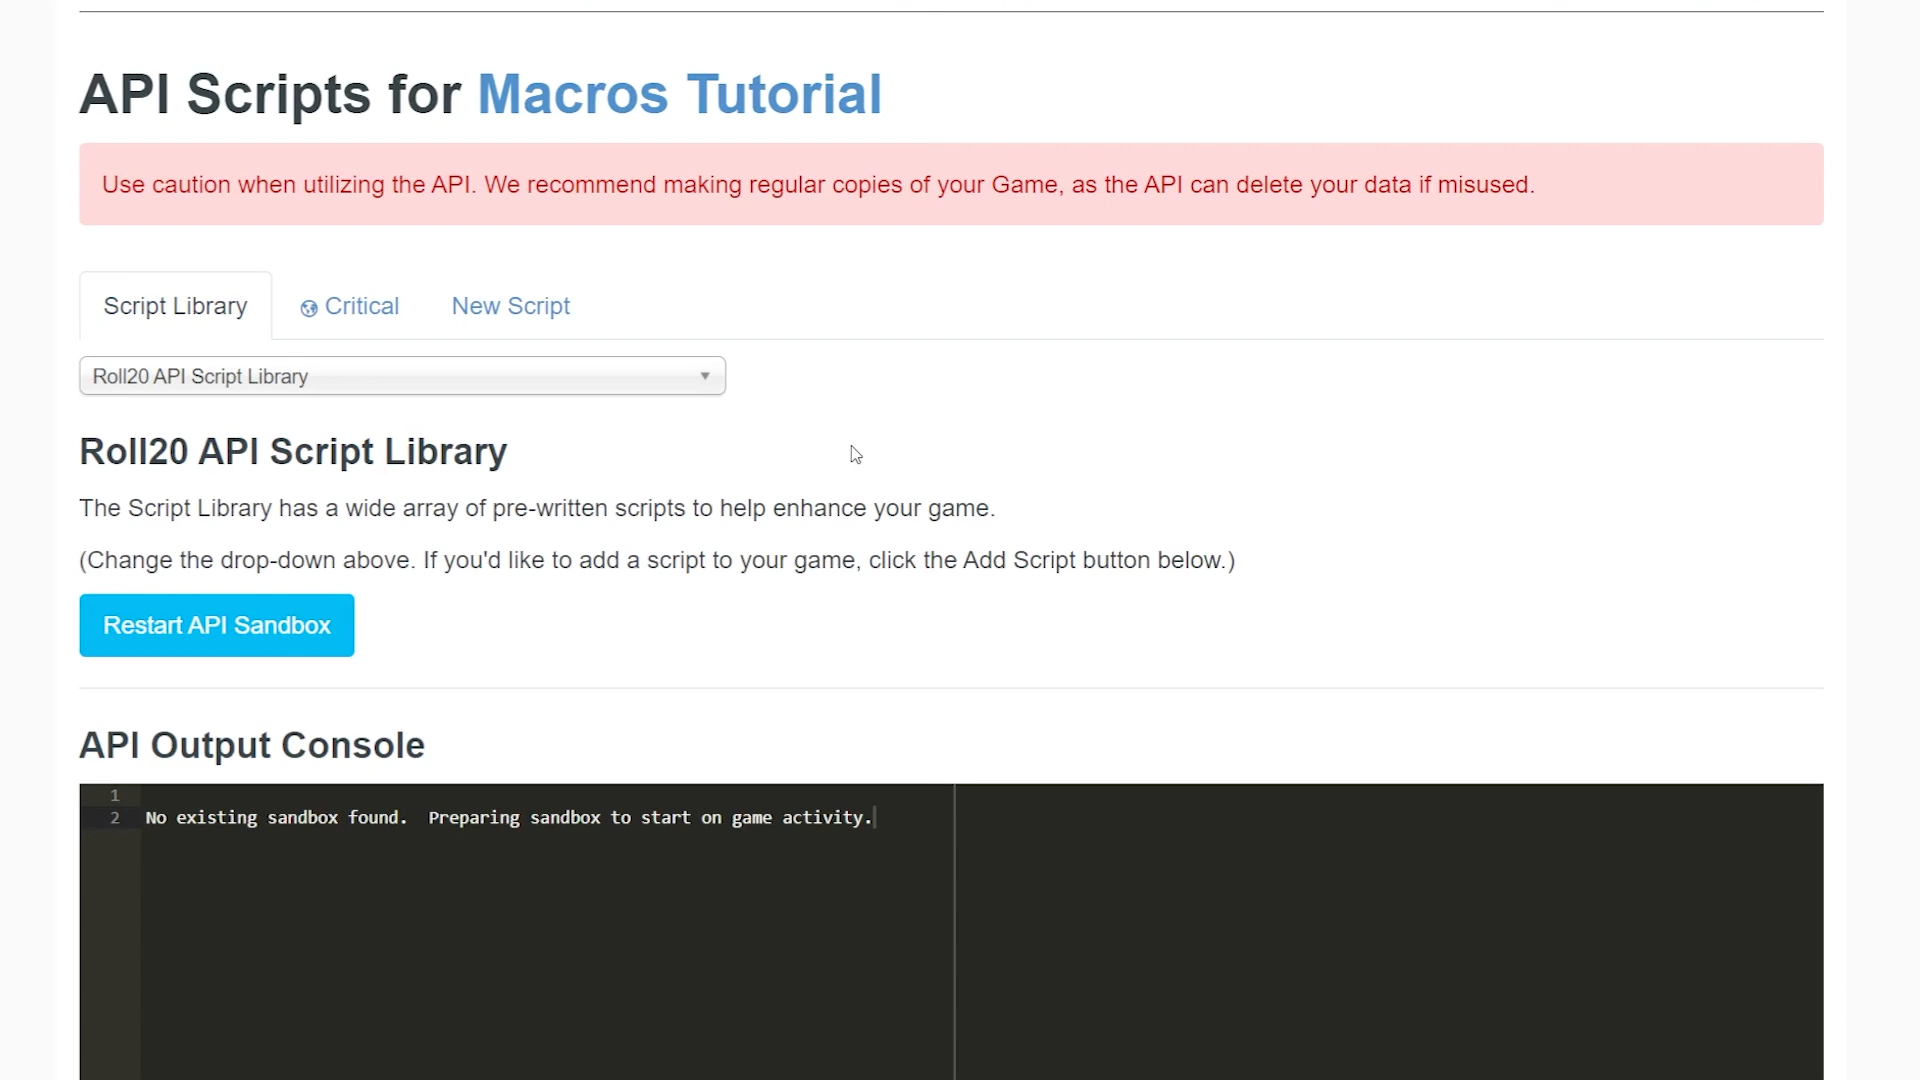 API Scripts for Macros Tutorial
Use caution when utilizing the API. We recommend making regular copies of your Game, as the API can delete your data if misused.
Script Library Critical New Script
Roll20 API Script Library
Roll20 API Script Library
The Script Library has a wide array of pre-written scripts to help enhance your game.
(Change the drop-down above. If you'd like to add a script to your game, click the Add Script button below.)
Restart API Sandbox
API Output Console
1
2 No existing sandbox found.  Preparing sandbox to start on game activity.